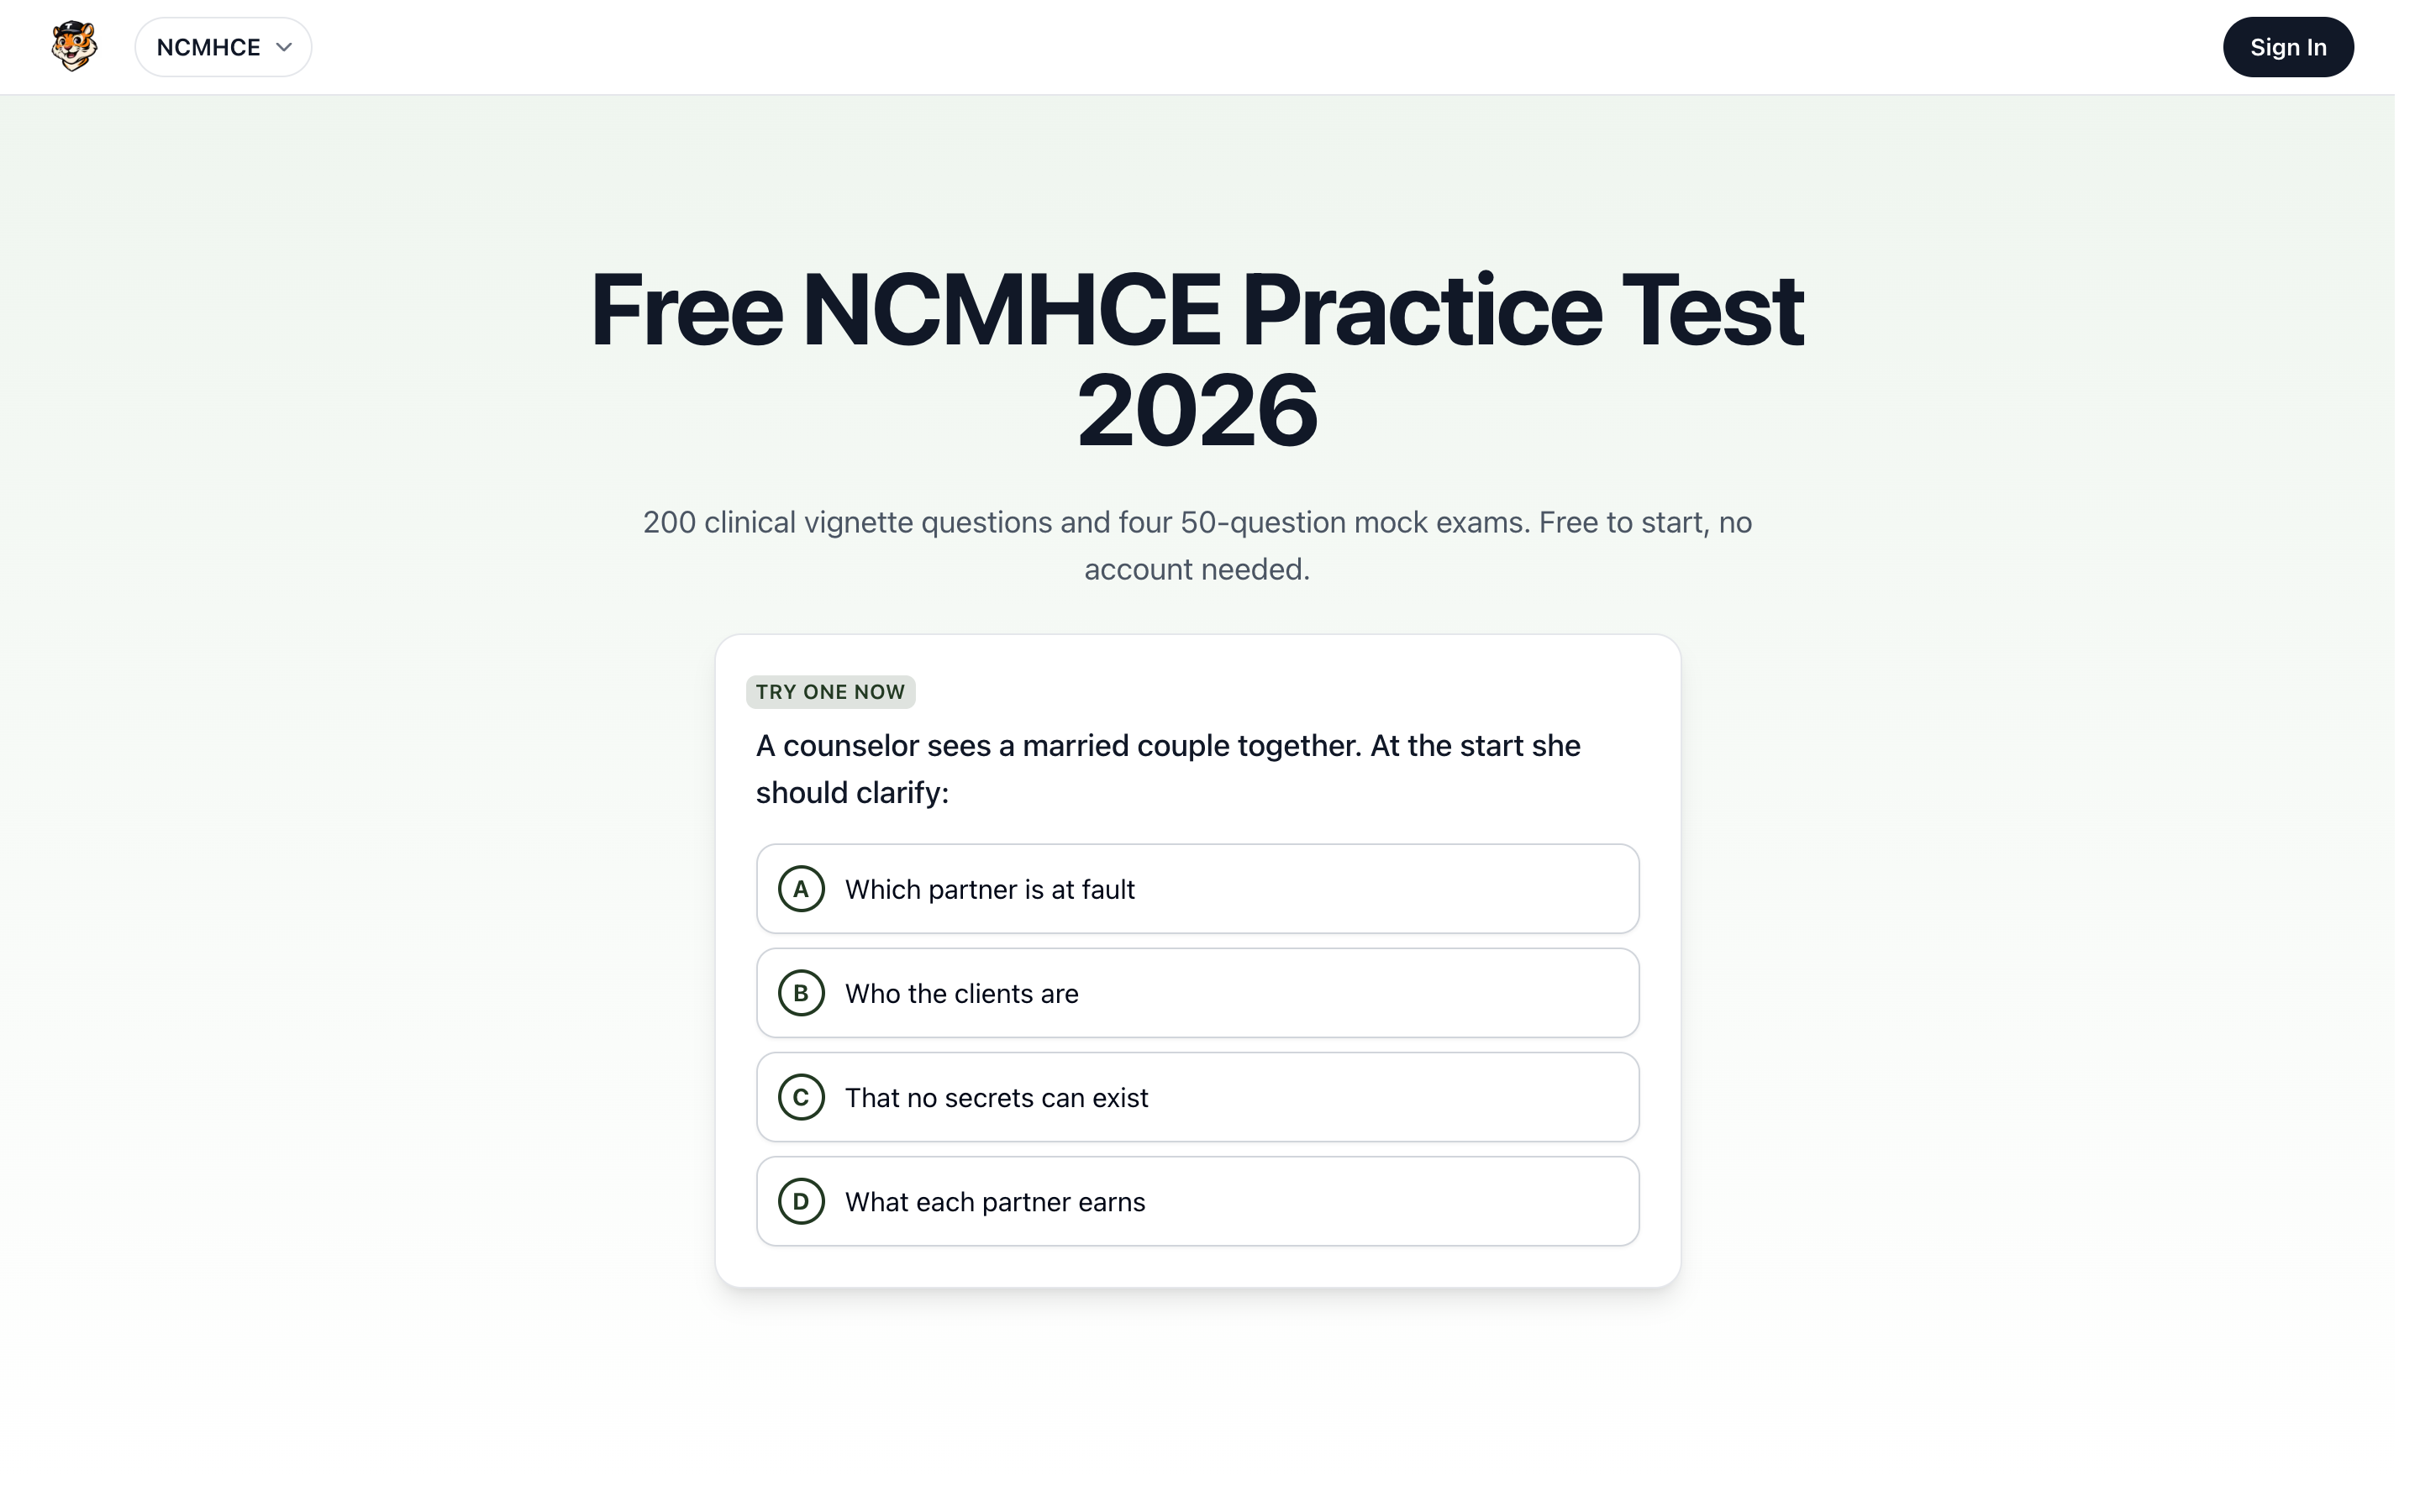 NCMHCE
Sign In
Free NCMHCE Practice Test
2026
200 clinical vignette questions and four 50-question mock exams. Free to start, no
account needed.
TRY ONE NOW
A counselor sees a married couple together. At the start she
should clarify:
A Which partner is at fault
B Who the clients are
C That no secrets can exist
D What each partner earns